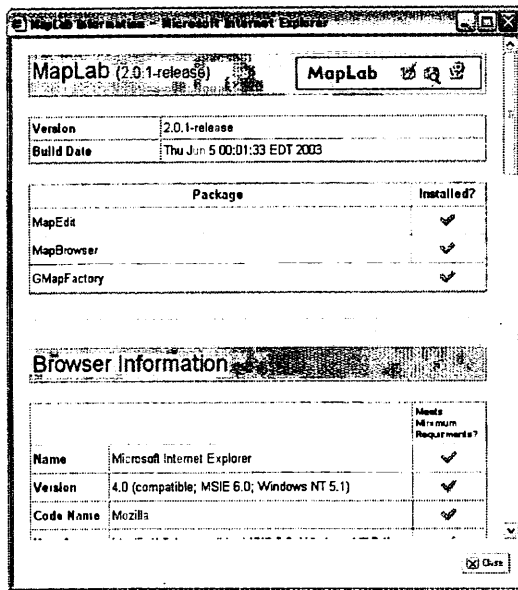 MapLab Information - Microsoft Internet Explorer
MapLab (2.0.1-release)
MapLab
Version 2.0.1-release
Build Date Thu Jun 5 00:01:33 EDT 2003
Package Installed?
MapEdit
MapBrowser
GMapFactory
Browser Information
Meets
Minimum
Requirments?
Name Microsoft Internet Explorer
Version 4.0 (compatible; MSIE 6.0; Windows NT 5.1)
Code Name Mozilla
Close